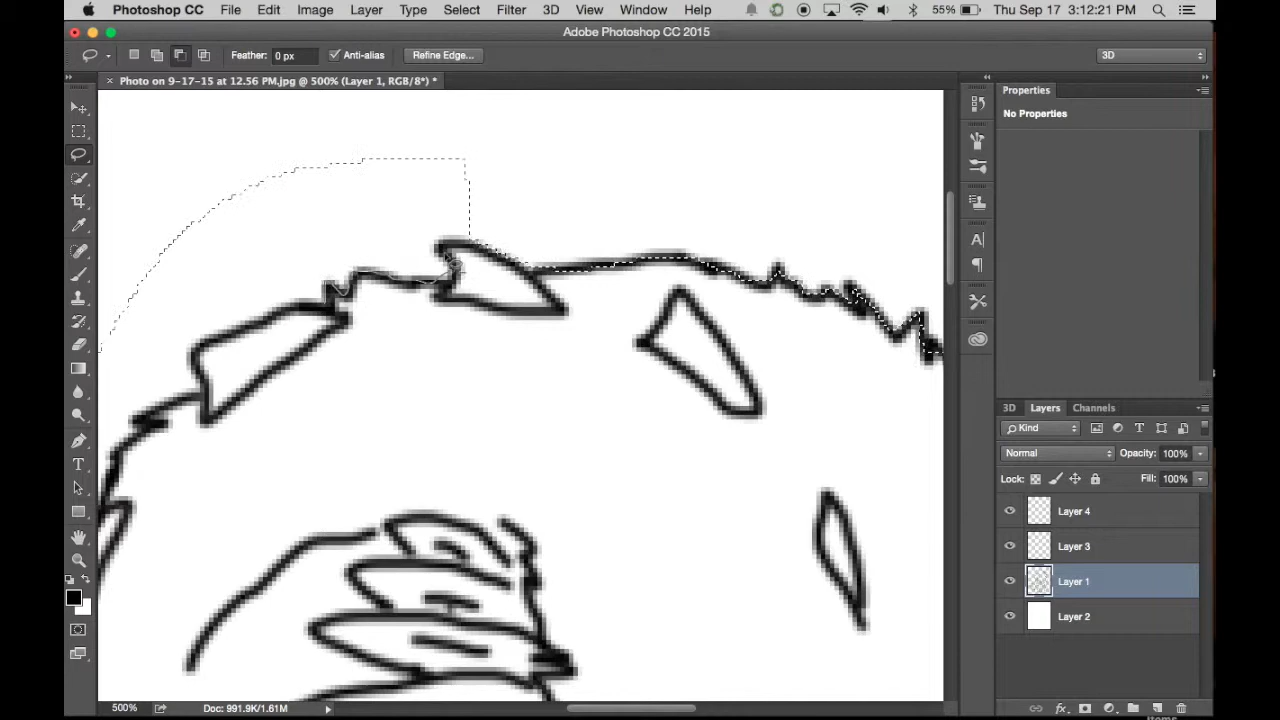 Photoshop CC File Edit Image Layer Type Select Filter 3D View Window Help 55% Thu Sep 17 3:12:21 PM
Adobe Photoshop CC 2015
Feather: 0 px Anti-alias Refine Edge... 3D
Photo on 9-17-15 at 12.56 PM.jpg @ 500% (Layer 1, RGB/8*) *
Properties
No Properties
3D Layers Channels
Kind
Normal Opacity: 100%
Lock: Fill: 100%
Layer 4
Layer 3
Layer 1
Layer 2
500% Doc: 991.9K/1.61M
items